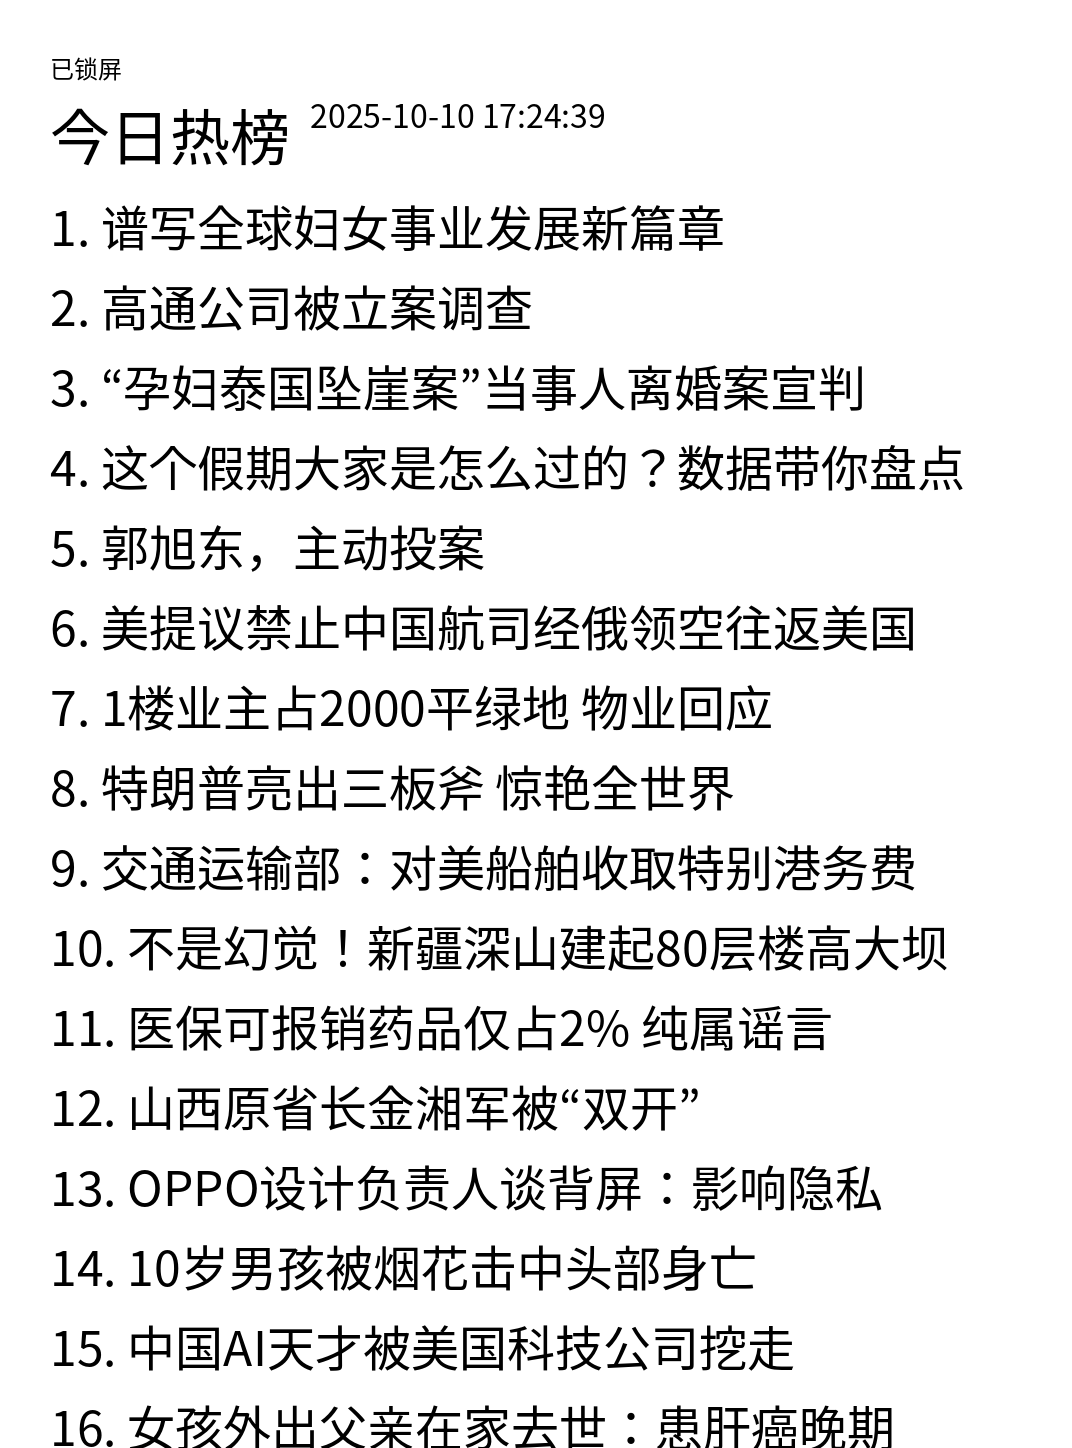 已锁屏
今日热榜 2025-10-10 17:24:39
1. 谱写全球妇女事业发展新篇章
2. 高通公司被立案调查
3. “孕妇泰国坠崖案”当事人离婚案宣判
4. 这个假期大家是怎么过的？数据带你盘点
5. 郭旭东，主动投案
6. 美提议禁止中国航司经俄领空往返美国
7. 1楼业主占2000平绿地 物业回应
8. 特朗普亮出三板斧 惊艳全世界
9. 交通运输部：对美船舶收取特别港务费
10. 不是幻觉！新疆深山建起80层楼高大坝
11. 医保可报销药品仅占2% 纯属谣言
12. 山西原省长金湘军被“双开”
13. OPPO设计负责人谈背屏：影响隐私
14. 10岁男孩被烟花击中头部身亡
15. 中国AI天才被美国科技公司挖走
16. 女孩外出父亲在家去世：患肝癌晚期